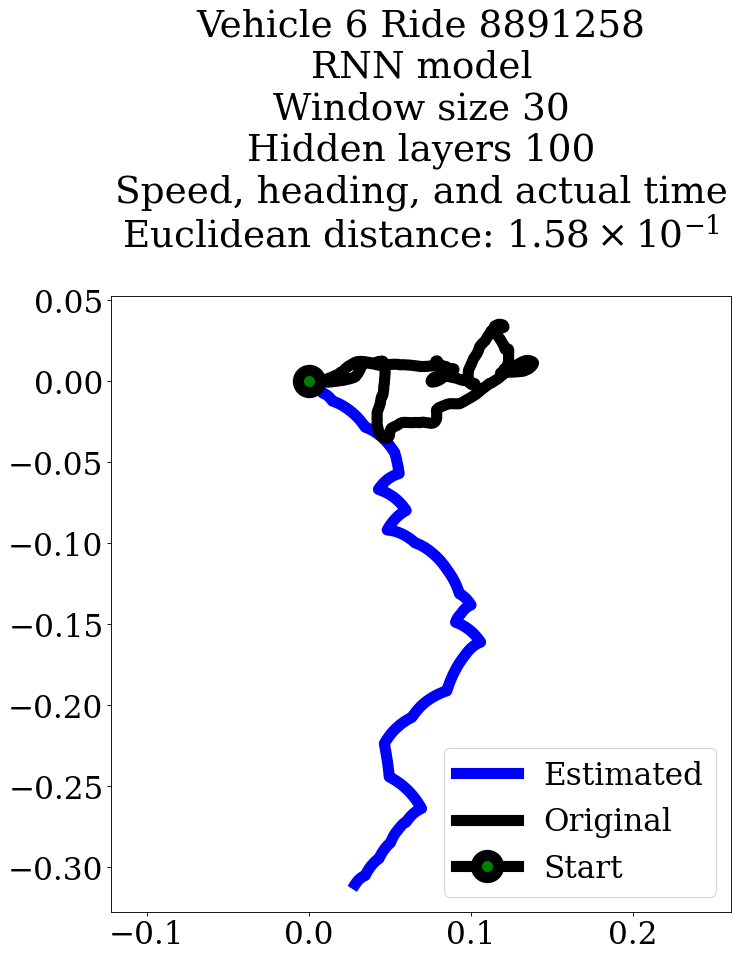 Vehicle 6 Ride 8891258
RNN model
Window size 30
Hidden layers 100
Speed, heading, and actual time
Euclidean distance: 1.58 × 10⁻¹
0.05
0.00
−0.05
−0.10
−0.15
−0.20
−0.25
−0.30
Estimated
Original
Start
−0.1
0.0
0.1
0.2